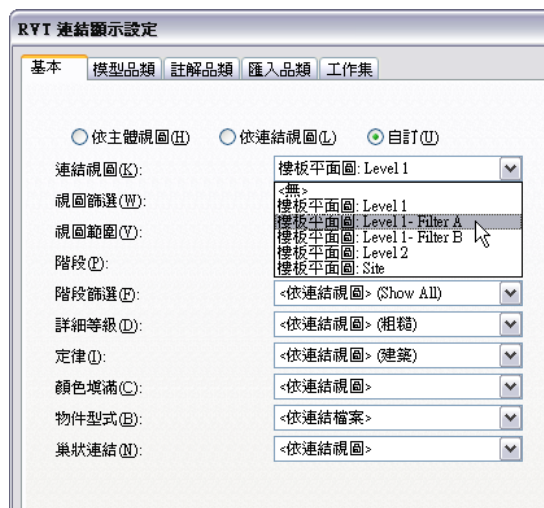 RVT 連結顯示設定
基本 模型品類 註解品類 匯入品類 工作集
依主體視圖(H) 依連結視圖(L) 自訂(U)
連結視圖(K): 樓板平面圖: Level 1
<無>
視圖篩選(W): 樓板平面圖: Level 1
樓板平面圖: Level 1- Filter A
視圖範圍(V): 樓板平面圖: Level 1- Filter B
樓板平面圖: Level 2
階段(P): 樓板平面圖: Site
階段篩選(F): <依連結視圖> (Show All)
詳細等級(D): <依連結視圖> (粗糙)
定律(I): <依連結視圖> (建築)
顏色填滿(C): <依連結視圖>
物件型式(B): <依連結檔案>
巢狀連結(N): <依連結視圖>